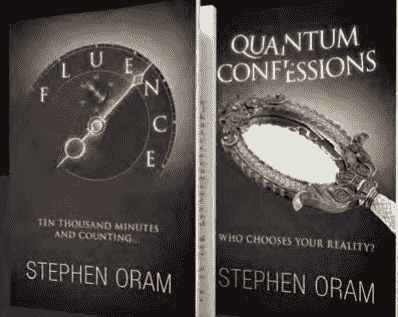 FLUENCE
TEN THOUSAND MINUTES
AND COUNTING...
STEPHEN ORAM
QUANTUM
CONFESSIONS
WHO CHOOSES YOUR REALITY?
STEPHEN ORAM